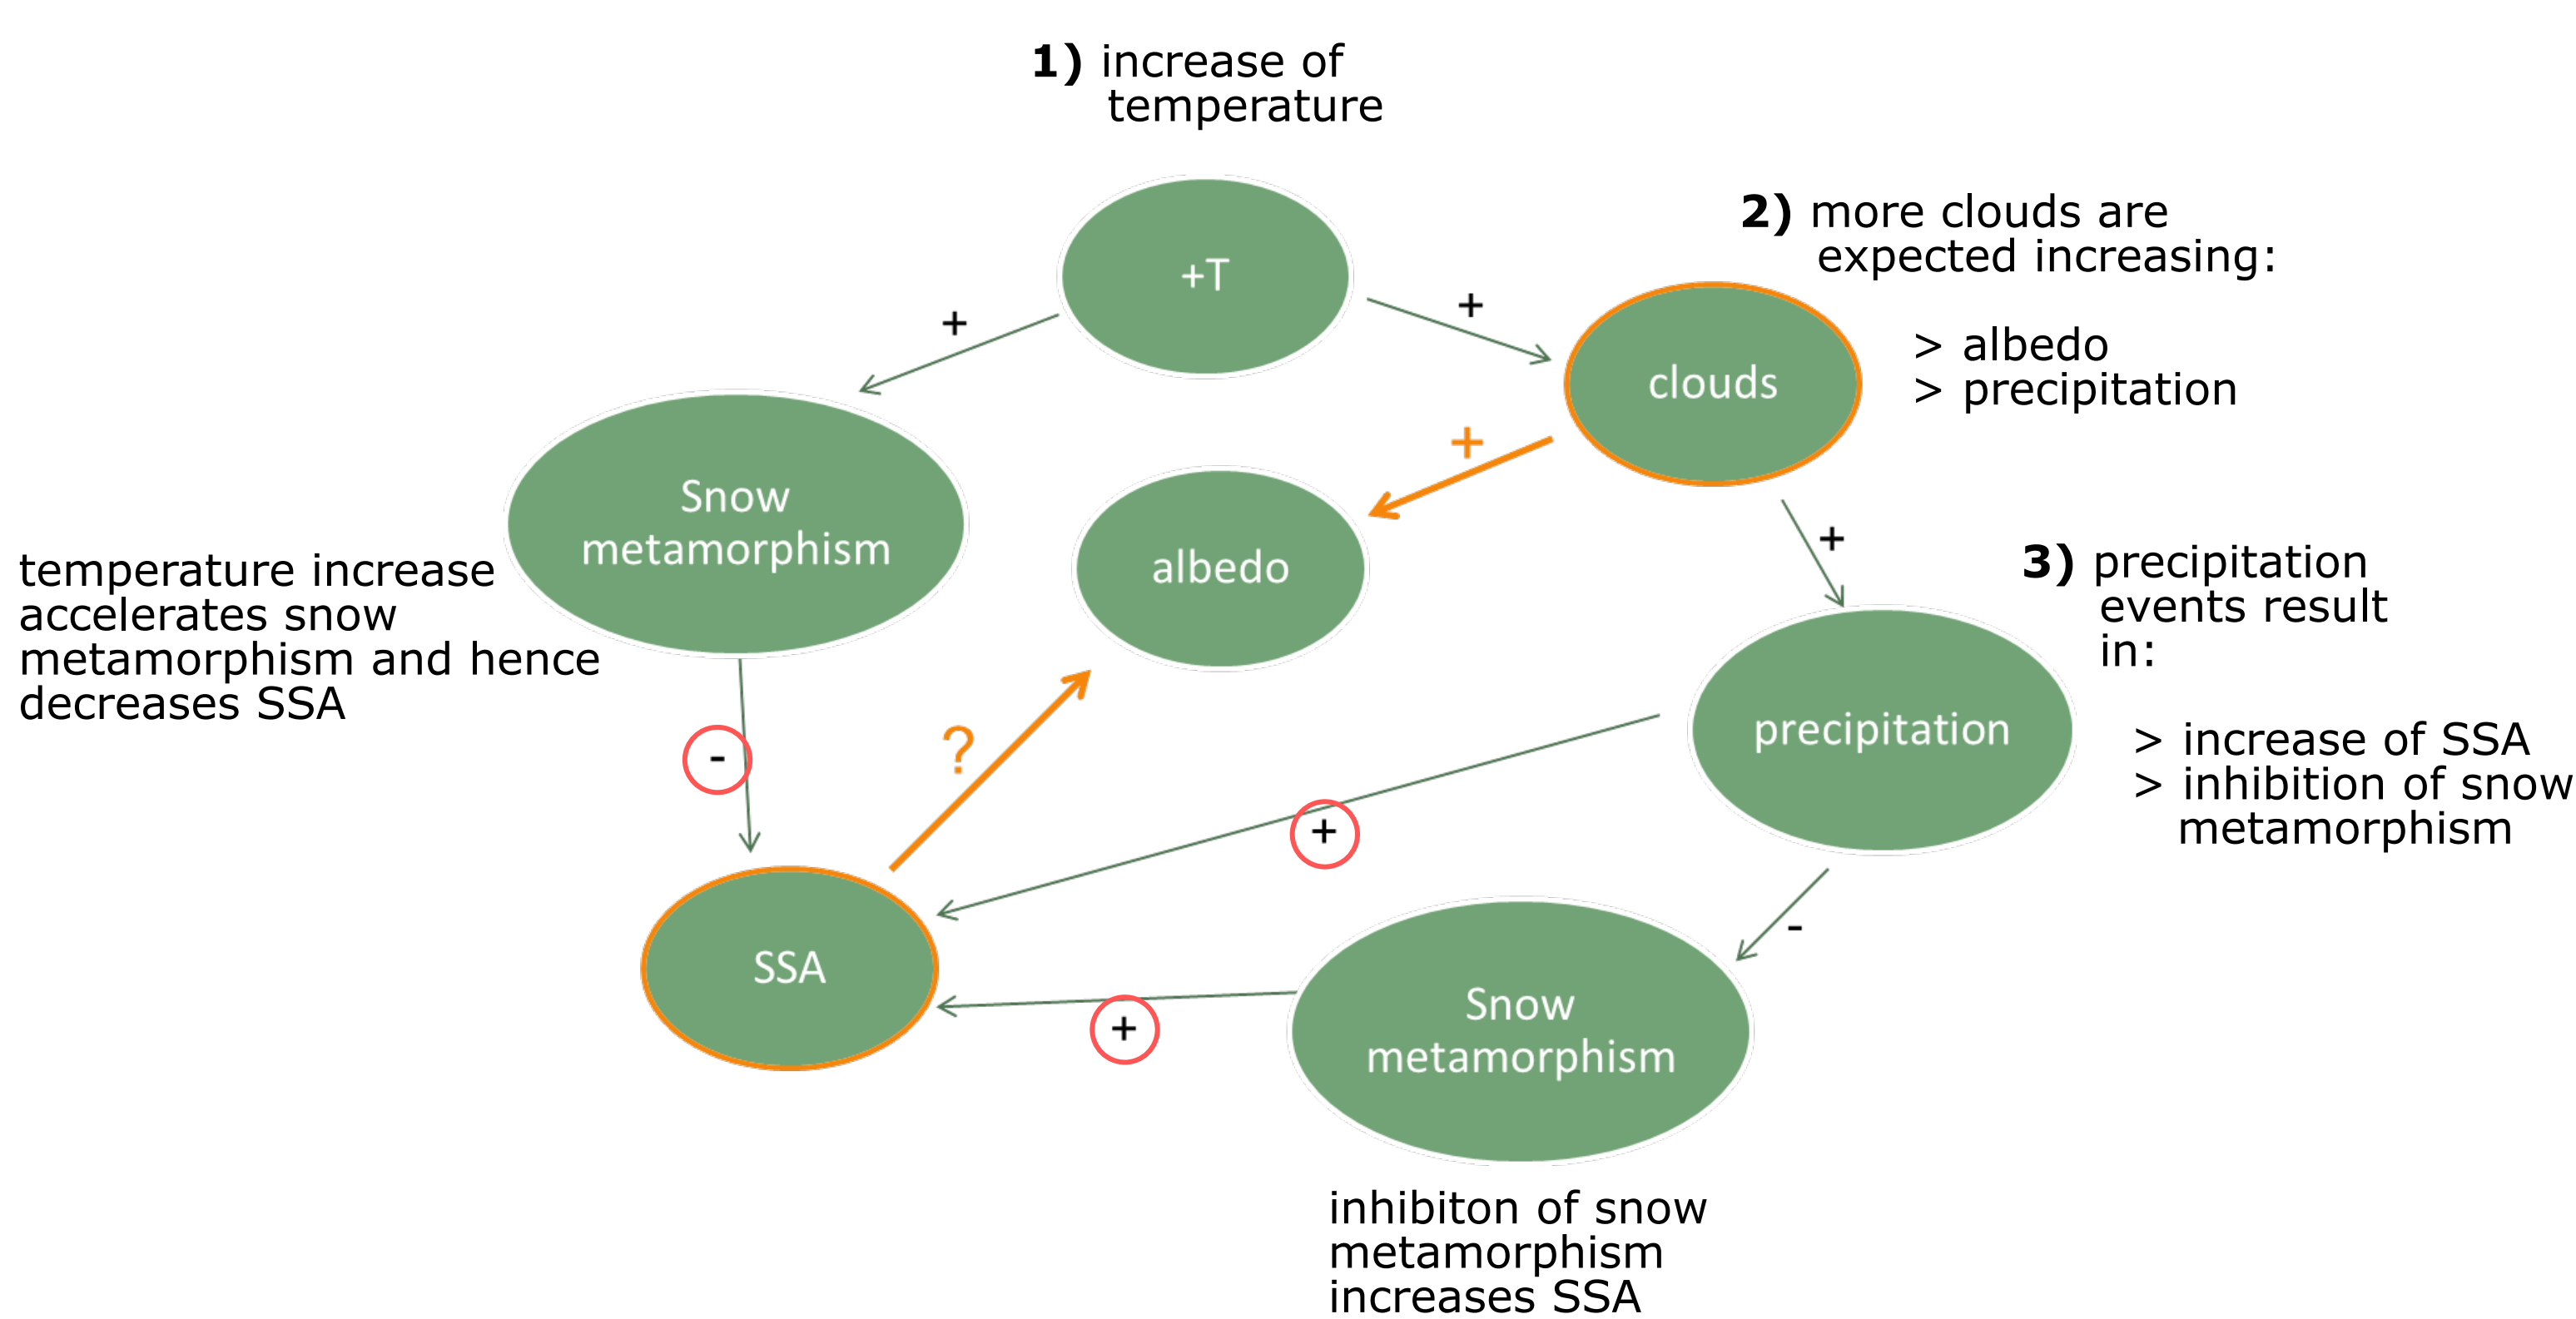 1) increase of
temperature
+T
2) more clouds are
expected increasing:
> albedo
> precipitation
+
+
clouds
+
Snow
metamorphism
albedo
+
temperature increase
accelerates snow
metamorphism and hence
decreases SSA
3) precipitation
events result
in:
> increase of SSA
> inhibition of snow
metamorphism
precipitation
-
?
+
-
SSA
+
Snow
metamorphism
inhibiton of snow
metamorphism
increases SSA